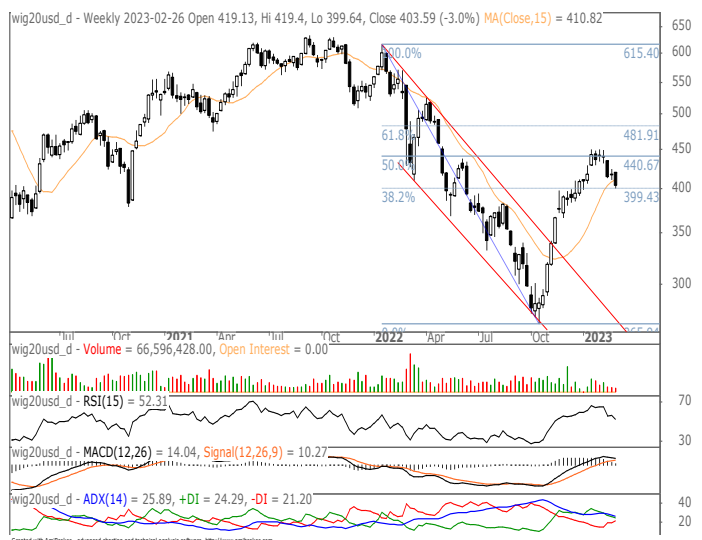 wig20usd_d - Weekly 2023-02-26 Open 419.13, Hi 419.4, Lo 399.64, Close 403.59 (-3.0%) MA(Close,15) = 410.82
650
100.0% 615.40 600
550
500
61.8% 481.91
450
50.0% 440.67
400
38.2% 399.43
350
300
0.0%
'Jul 'Oct '2021 'Apr 'Jul 'Oct '2022 'Apr 'Jul 'Oct '2023
wig20usd_d - Volume = 66,596,428.00, Open Interest = 0.00
wig20usd_d - RSI(15) = 52.31
70
30
wig20usd_d - MACD(12,26) = 14.04, Signal(12,26,9) = 10.27
wig20usd_d - ADX(14) = 25.89, +DI = 24.29, -DI = 21.20
40
20